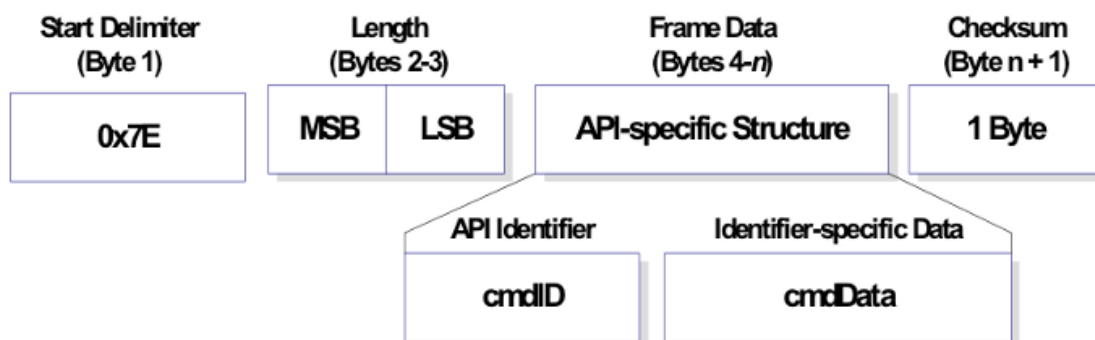 Start Delimiter
(Byte 1)
Length
(Bytes 2-3)
Frame Data
(Bytes 4-n)
Checksum
(Byte n + 1)
0x7E
MSB
LSB
API-specific Structure
1 Byte
API Identifier
Identifier-specific Data
cmdID
cmdData